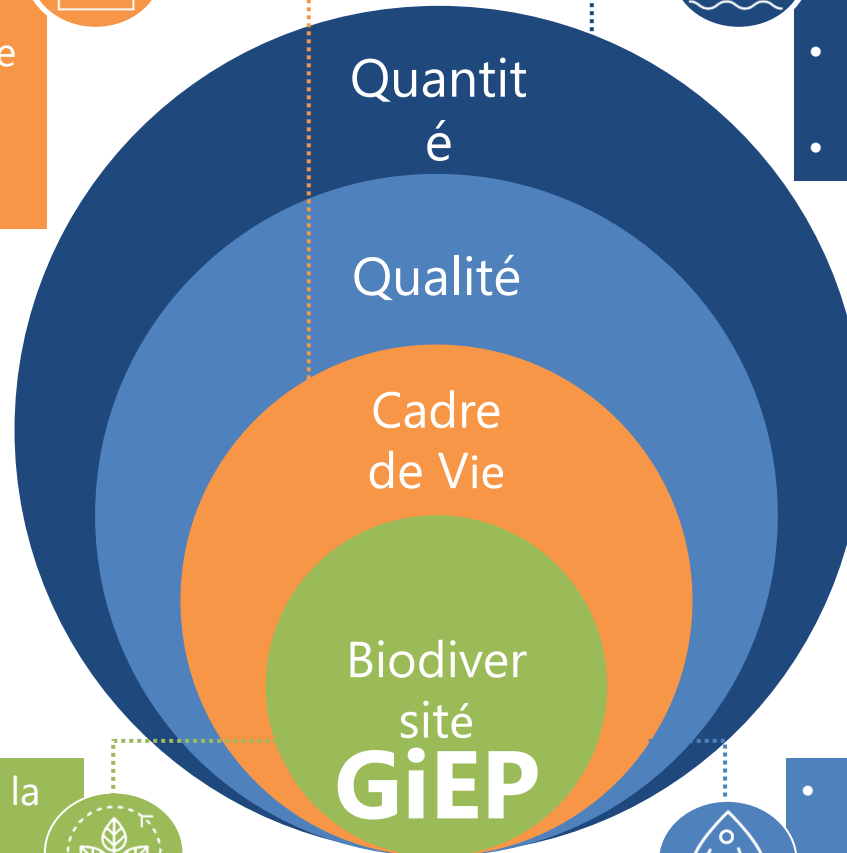 e
Quantit
é
Qualité
Cadre
de Vie
Biodiver
sité
GiEP
la